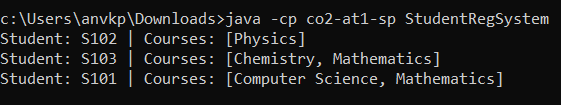 c:\Users\anvkp\Downloads>java -cp co2-at1-sp StudentRegSystem
Student: S102 | Courses: [Physics]
Student: S103 | Courses: [Chemistry, Mathematics]
Student: S101 | Courses: [Computer Science, Mathematics]